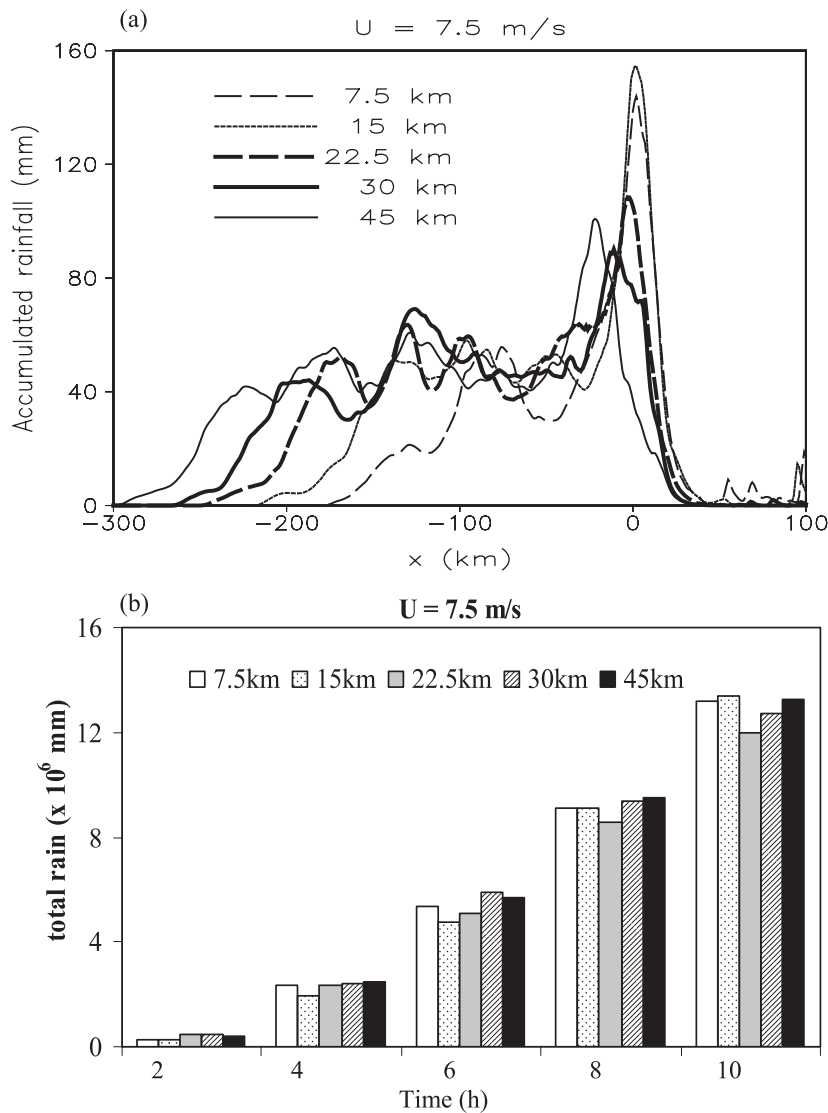 (a)
U = 7.5 m/s
160
120
80
40
0
Accumulated rainfall (mm)
7.5 km
15 km
22.5 km
30 km
45 km
−300
−200
−100
0
100
x (km)
(b)
U = 7.5 m/s
16
12
8
4
0
total rain (x 10⁶ mm)
7.5km 15km 22.5km 30km 45km
2 4 6 8 10
Time (h)